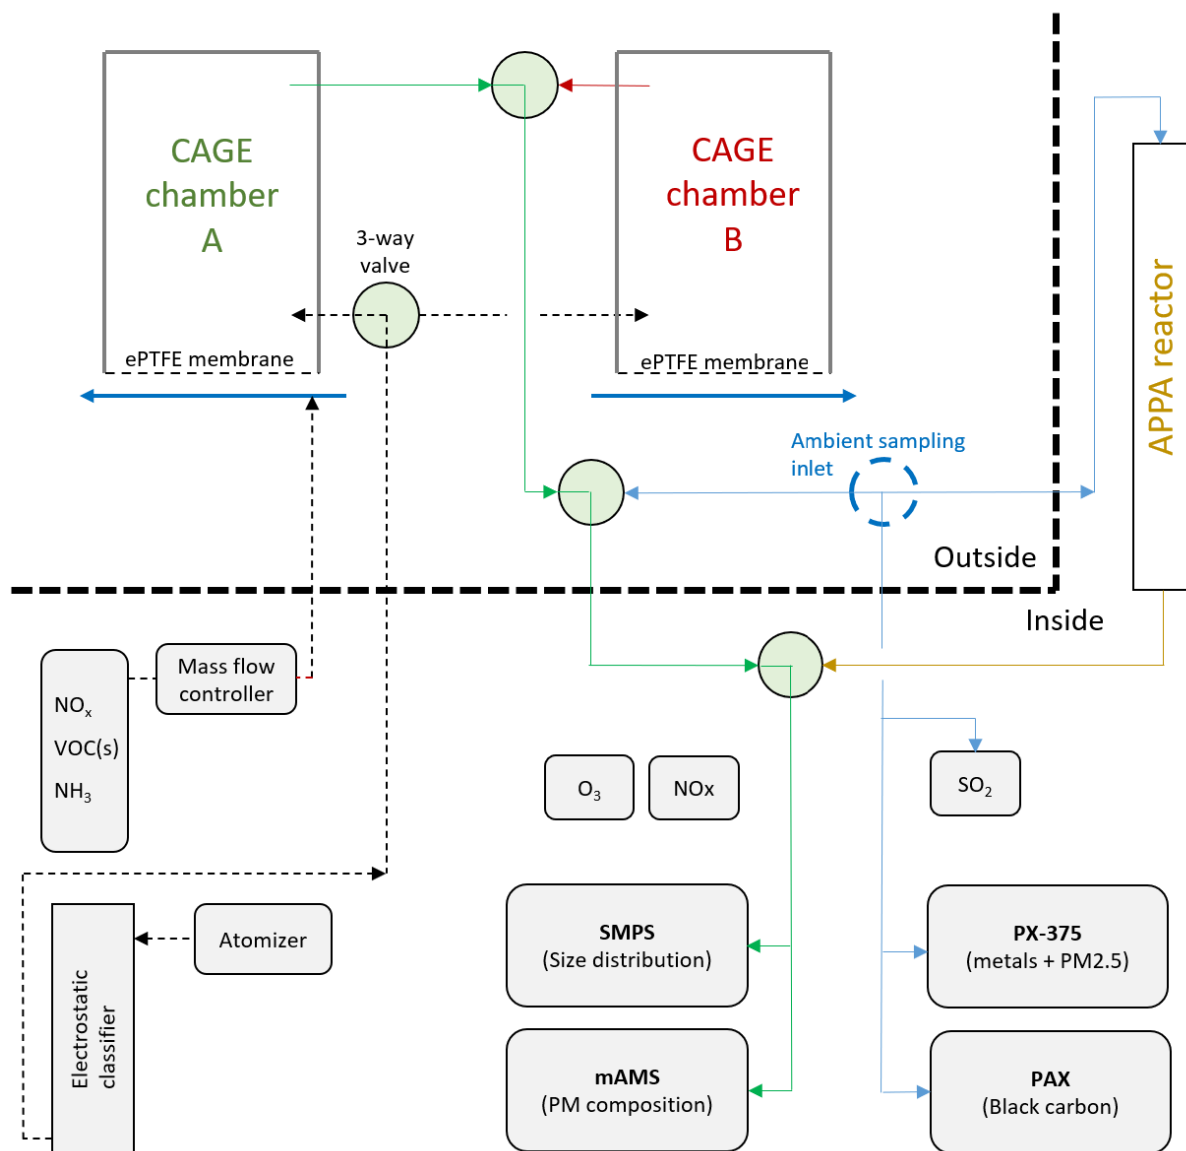 CAGE
chamber
A
CAGE
chamber
B
3-way
valve
ePTFE membrane
ePTFE membrane
APPA reactor
Ambient sampling
inlet
Outside
Inside
Mass flow
controller
NOₓ
VOC(s)
NH₃
O₃
NOx
SO₂
Atomizer
Electrostatic
classifier
SMPS
(Size distribution)
PX-375
(metals + PM2.5)
mAMS
(PM composition)
PAX
(Black carbon)